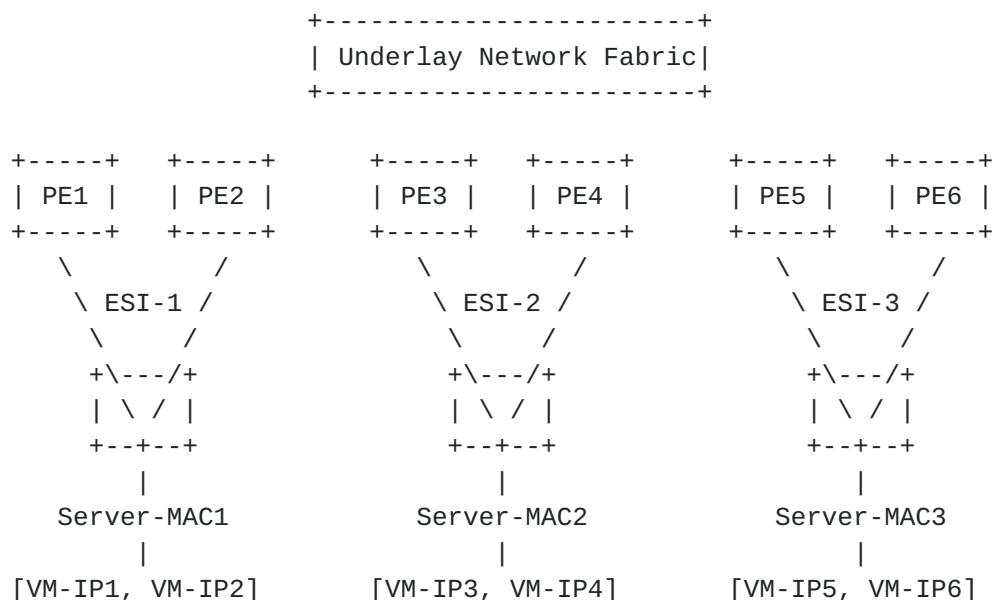 Underlay Network Fabric
PE1 PE2 PE3 PE4 PE5 PE6
ESI-1 ESI-2 ESI-3
Server-MAC1 Server-MAC2 Server-MAC3
[VM-IP1, VM-IP2] [VM-IP3, VM-IP4] [VM-IP5, VM-IP6]